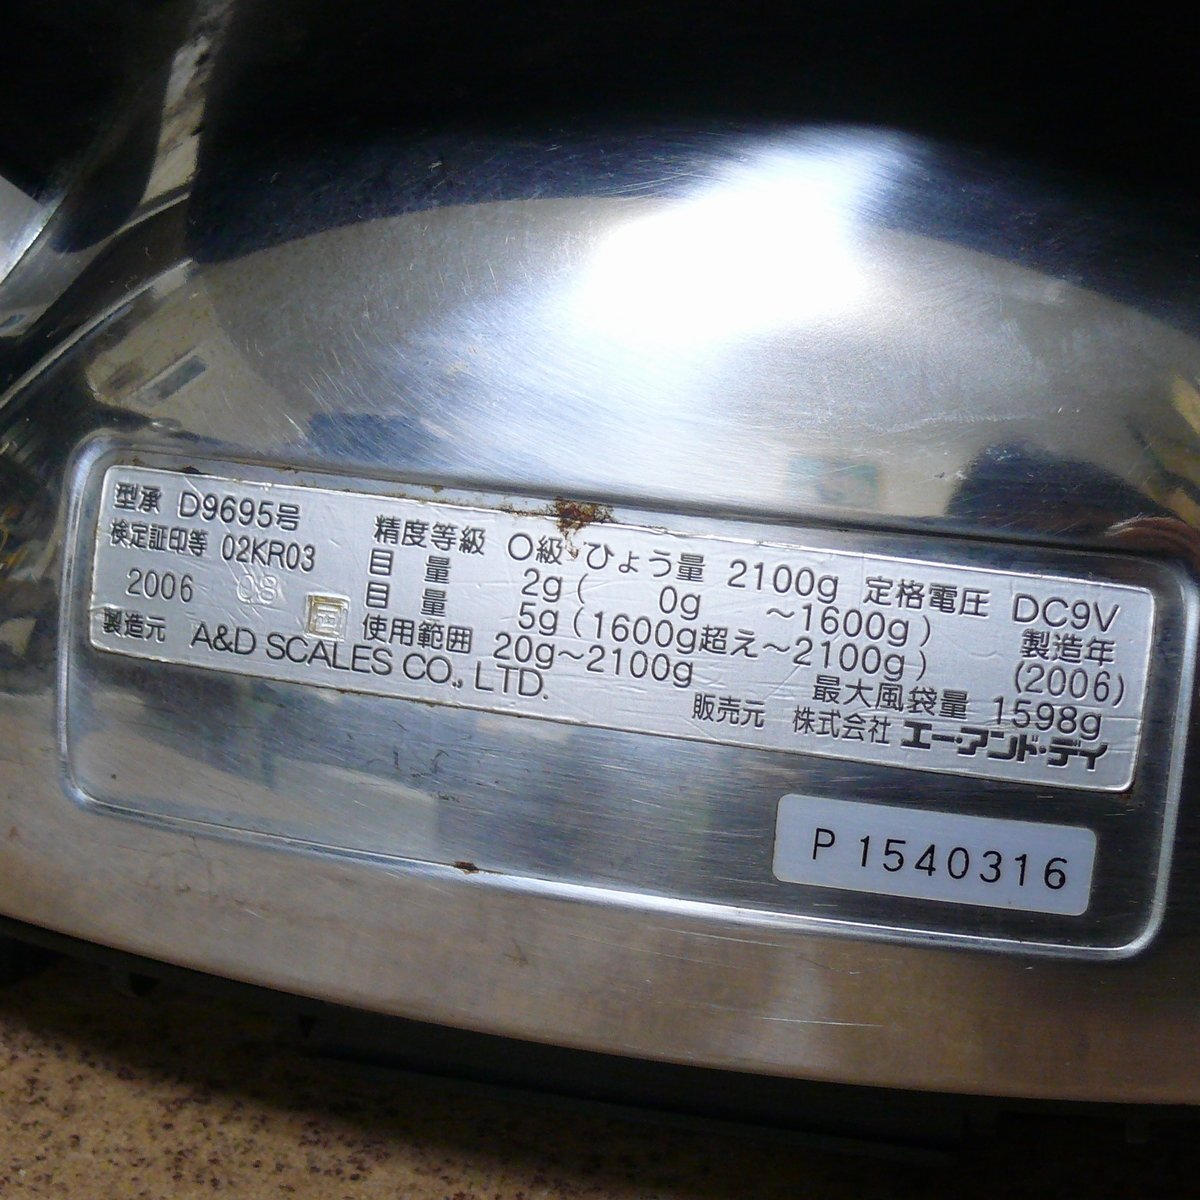 型承 D9695号 精度等級 O級 ひょう量 2100g 定格電圧 DC9V
検定証印等 02KR03 目量 2g ( 0g ～1600g) 製造年
2006 08 目量 5g (1600g超え～2100g) (2006)
使用範囲 20g～2100g 最大風袋量 1598g
製造元 A&D SCALES CO., LTD. 販売元 株式会社 エー・アンド・デイ
P 1540316